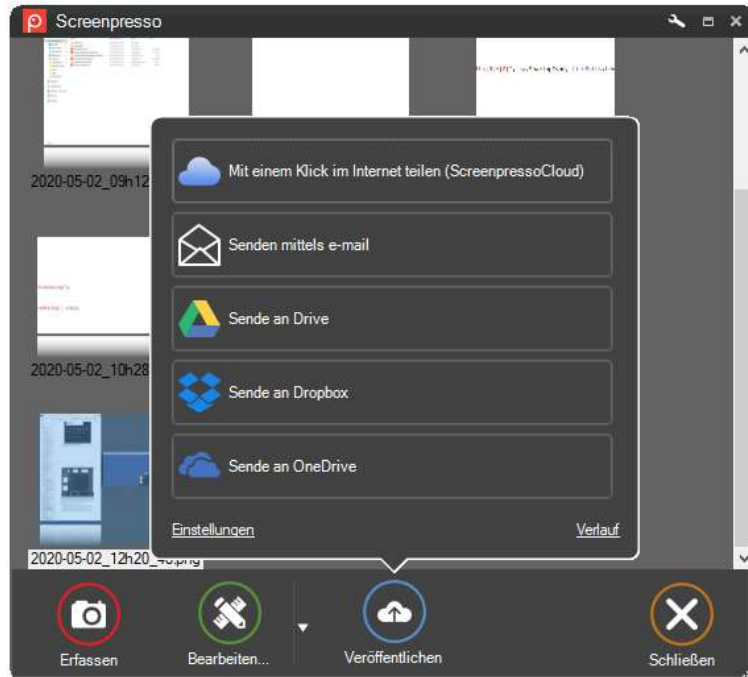 Screenpresso
2020-05-02_09h12
Mit einem Klick im Internet teilen (ScreenpressoCloud)
Senden mittels e-mail
Sende an Drive
2020-05-02_10h28
Sende an Dropbox
Sende an OneDrive
Einstellungen
Verlauf
2020-05-02_12h20_
Erfassen
Bearbeiten...
Veröffentlichen
Schließen